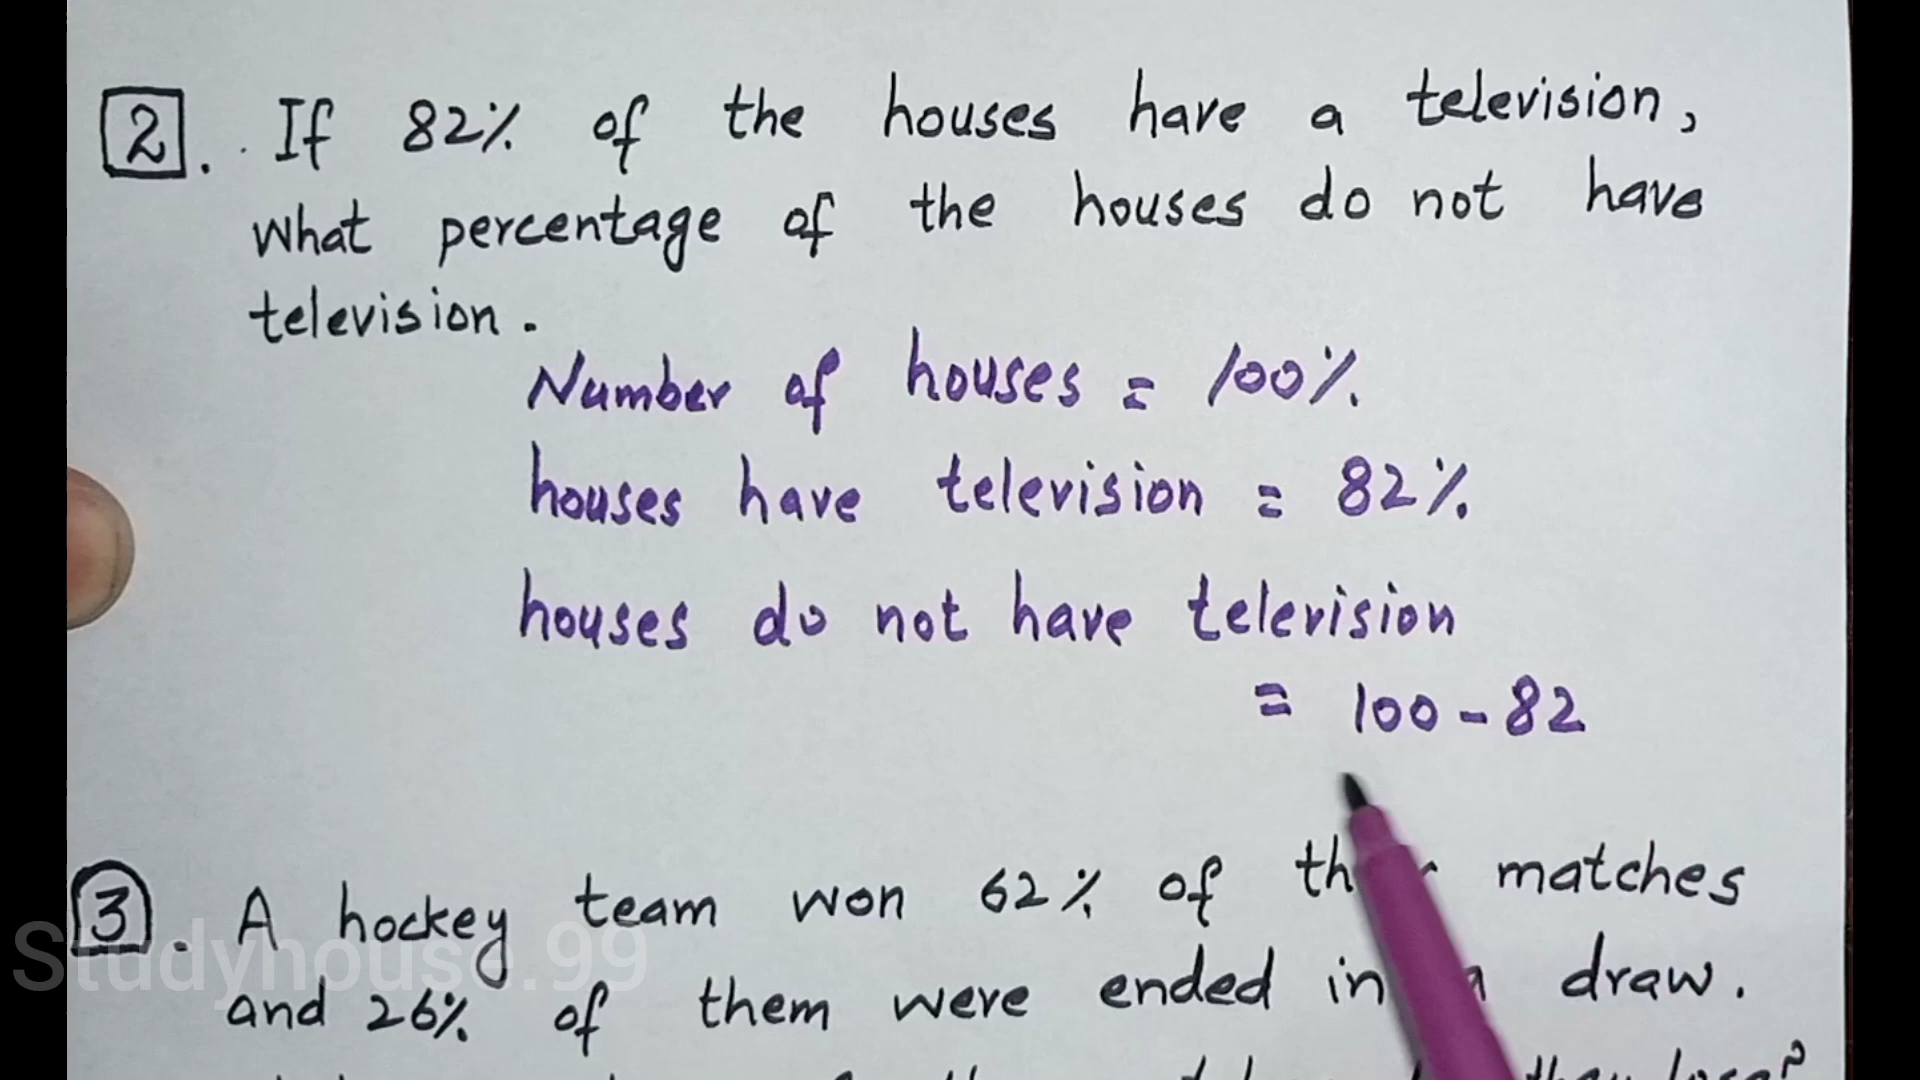 2. If 82% of the houses have a television,
what percentage of the houses do not have
television.
Number of houses = 100%.
houses have television = 82%.
houses do not have television
= 100-82
3. A hockey team won 62% of matches
and 26% of them were ended in a draw.
they lose?
Studyhouse.99